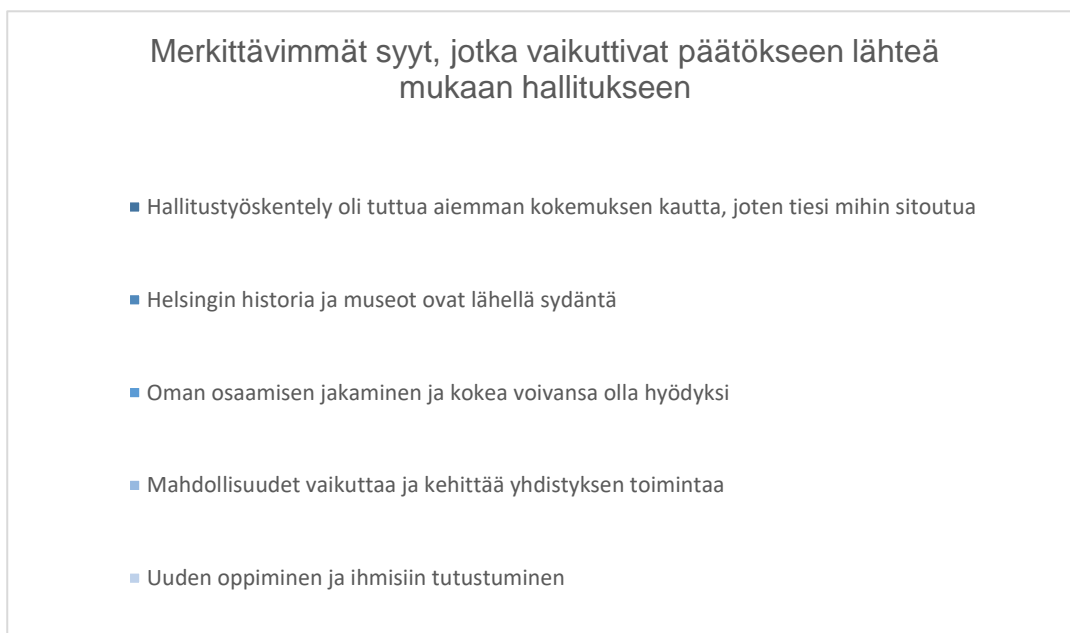 Merkittävimmät syyt, jotka vaikuttivat päätökseen lähteä
mukaan hallitukseen
Hallitustyöskentely oli tuttua aiemman kokemuksen kautta, joten tiesi mihin sitoutua
Helsingin historia ja museot ovat lähellä sydäntä
Oman osaamisen jakaminen ja kokea voivansa olla hyödyksi
Mahdollisuudet vaikuttaa ja kehittää yhdistyksen toimintaa
Uuden oppiminen ja ihmisiin tutustuminen